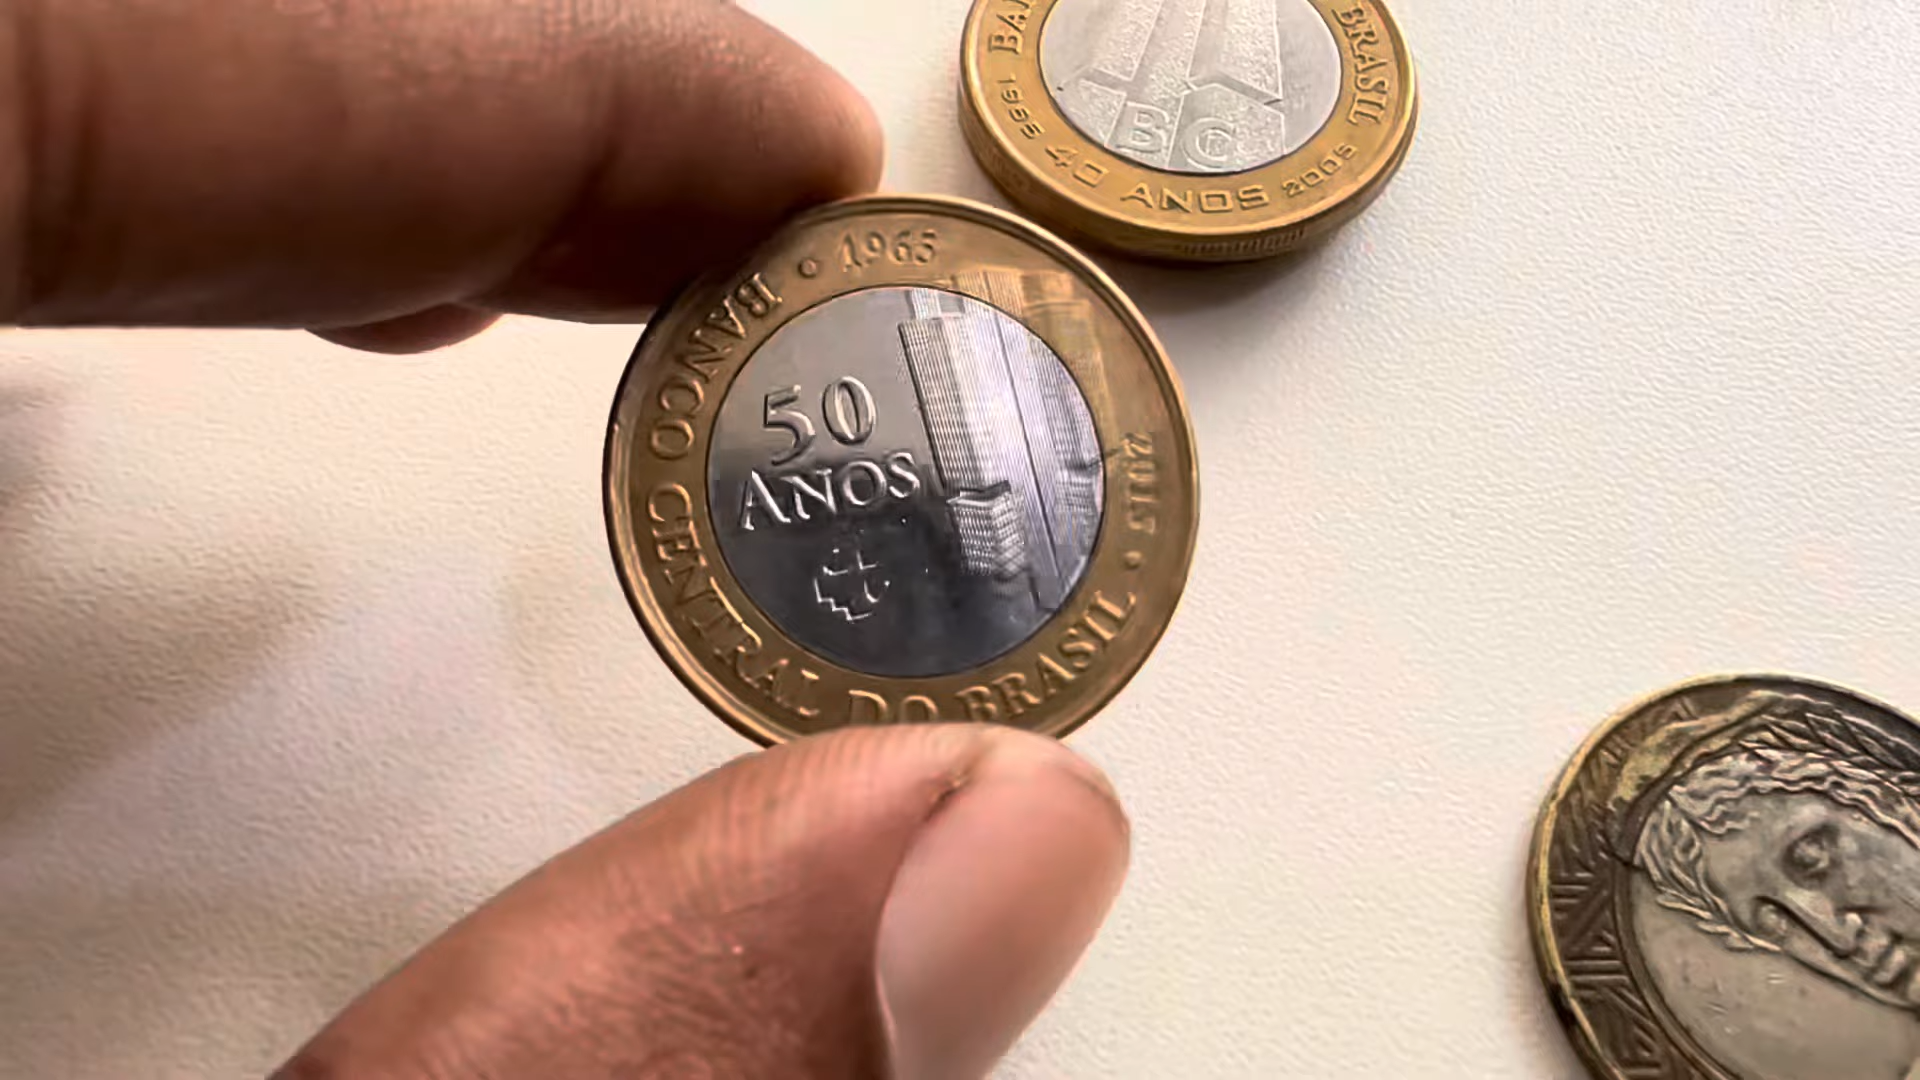 BRASIL
BC
1965 40 ANOS 2005
1965
50
ANOS
2015
BANCO CENTRAL DO BRASIL